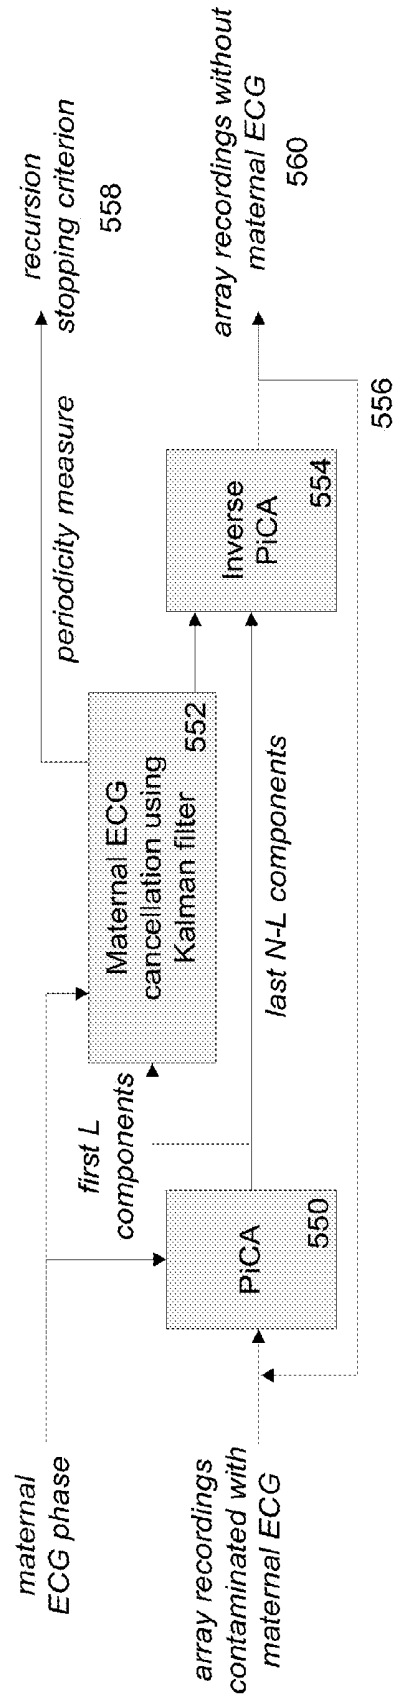 maternal
ECG phase
array recordings
contaminated with
maternal ECG
PiCA
550
first L
components
Maternal ECG
cancellation using
Kalman filter
552
last N-L components
periodicity measure
Inverse
PiCA
554
556
recursion
stopping criterion
558
array recordings without
maternal ECG
560